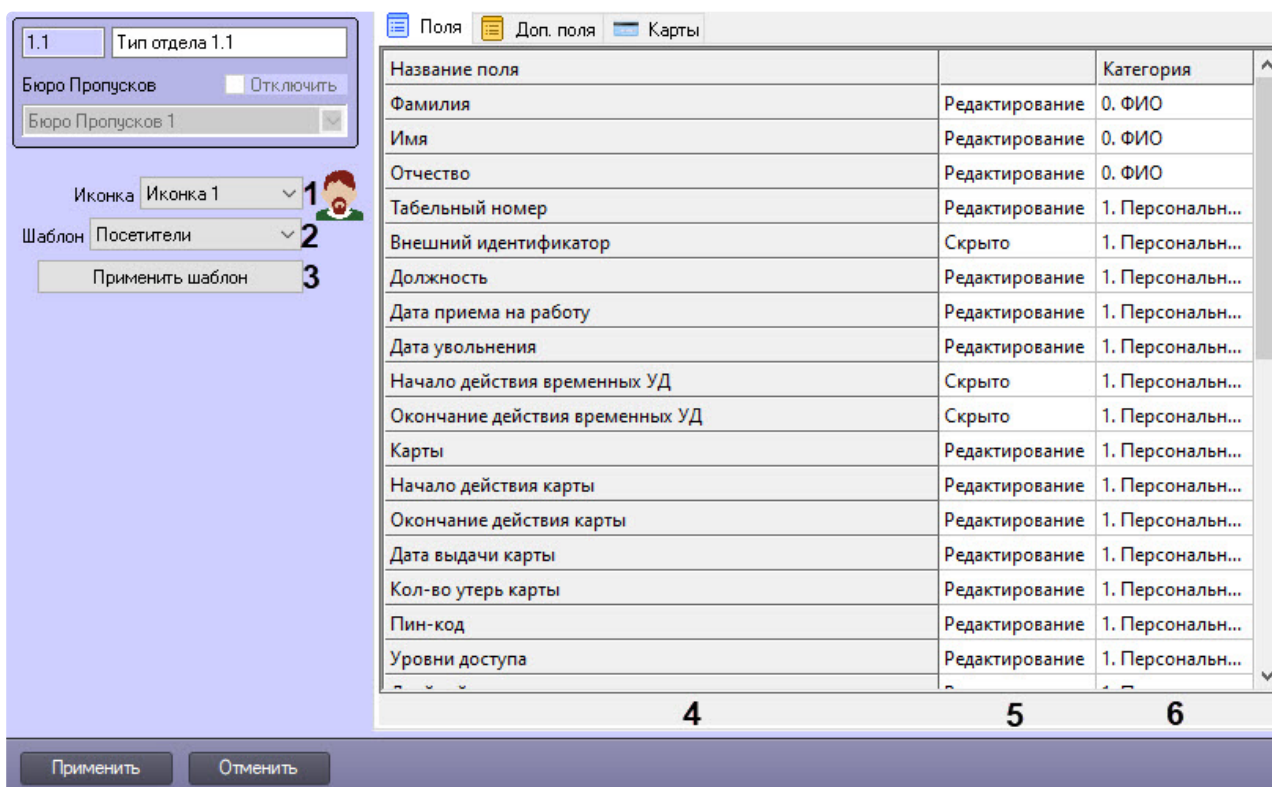 1.1 Тип отдела 1.1
Бюро Пропусков Отключить
Бюро Пропусков 1
Иконка Иконка 1 1
Шаблон Посетители 2
Применить шаблон 3
Поля Доп. поля Карты
Название поля Категория
Фамилия Редактирование 0. ФИО
Имя Редактирование 0. ФИО
Отчество Редактирование 0. ФИО
Табельный номер Редактирование 1. Персональн...
Внешний идентификатор Скрыто 1. Персональн...
Должность Редактирование 1. Персональн...
Дата приема на работу Редактирование 1. Персональн...
Дата увольнения Редактирование 1. Персональн...
Начало действия временных УД Скрыто 1. Персональн...
Окончание действия временных УД Скрыто 1. Персональн...
Карты Редактирование 1. Персональн...
Начало действия карты Редактирование 1. Персональн...
Окончание действия карты Редактирование 1. Персональн...
Дата выдачи карты Редактирование 1. Персональн...
Кол-во утерь карты Редактирование 1. Персональн...
Пин-код Редактирование 1. Персональн...
Уровни доступа Редактирование 1. Персональн...
4 5 6
Применить Отменить